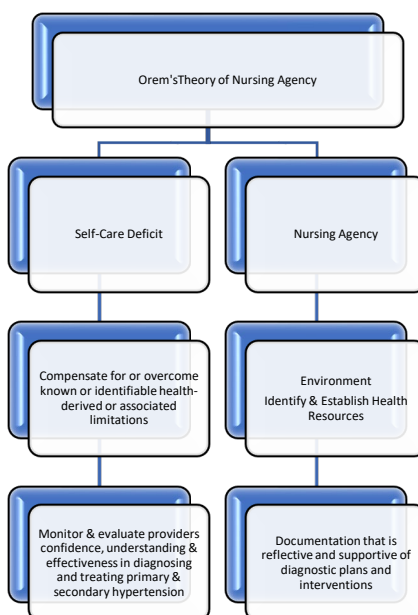 Orem'sTheory of Nursing Agency
Self-Care Deficit
Nursing Agency
Compensate for or overcome
known or identifiable health-
derived or associated
limitations
Environment
Identify & Establish Health
Resources
Monitor & evaluate providers
confidence, understanding &
effectiveness in diagnosing
and treating primary &
secondary hypertension
Documentation that is
reflective and supportive of
diagnostic plans and
interventions